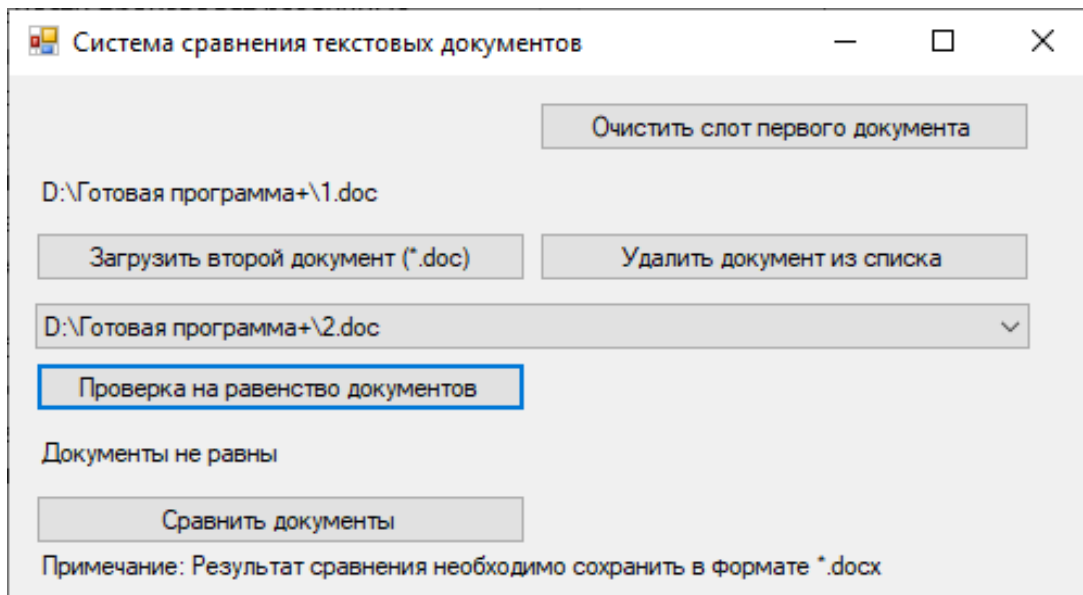 Система сравнения текстовых документов
Очистить слот первого документа
D:\Готовая программа+\1.doc
Загрузить второй документ (*.doc)
Удалить документ из списка
D:\Готовая программа+\2.doc
Проверка на равенство документов
Документы не равны
Сравнить документы
Примечание: Результат сравнения необходимо сохранить в формате *.docx